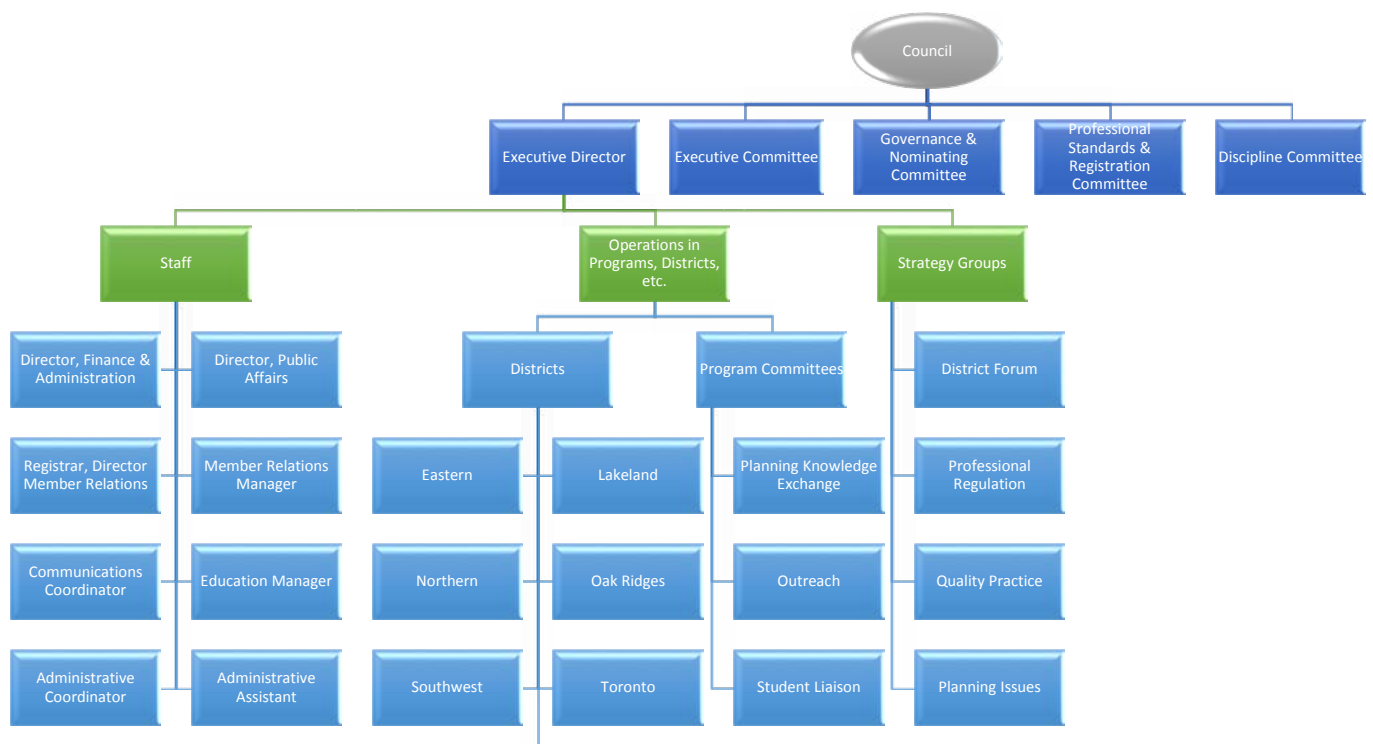 Council
Executive Director
Executive Committee
Governance &
Nominating
Committee
Professional
Standards &
Registration
Committee
Discipline Committee
Staff
Operations in
Programs, Districts,
etc.
Strategy Groups
Director, Finance &
Administration
Director, Public
Affairs
Districts
Program Committees
District Forum
Registrar, Director
Member Relations
Member Relations
Manager
Eastern
Lakeland
Planning Knowledge
Exchange
Professional
Regulation
Communications
Coordinator
Education Manager
Northern
Oak Ridges
Outreach
Quality Practice
Administrative
Coordinator
Administrative
Assistant
Southwest
Toronto
Student Liaison
Planning Issues